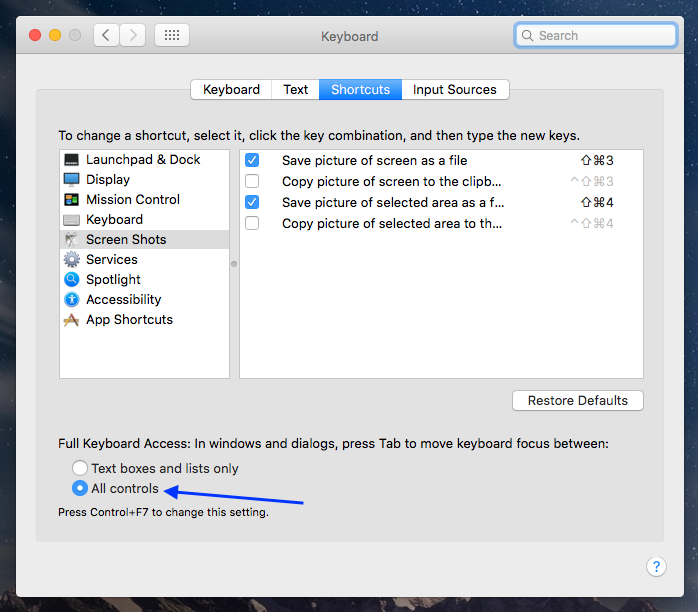 Keyboard
Search
Keyboard Text Shortcuts Input Sources
To change a shortcut, select it, click the key combination, and then type the new keys.
Launchpad & Dock
Display
Mission Control
Keyboard
Screen Shots
Services
Spotlight
Accessibility
App Shortcuts
Save picture of screen as a file ⇧⌘3
Copy picture of screen to the clipb... ^⇧⌘3
Save picture of selected area as a f... ⇧⌘4
Copy picture of selected area to th... ^⇧⌘4
Restore Defaults
Full Keyboard Access: In windows and dialogs, press Tab to move keyboard focus between:
Text boxes and lists only
All controls
Press Control+F7 to change this setting.
?